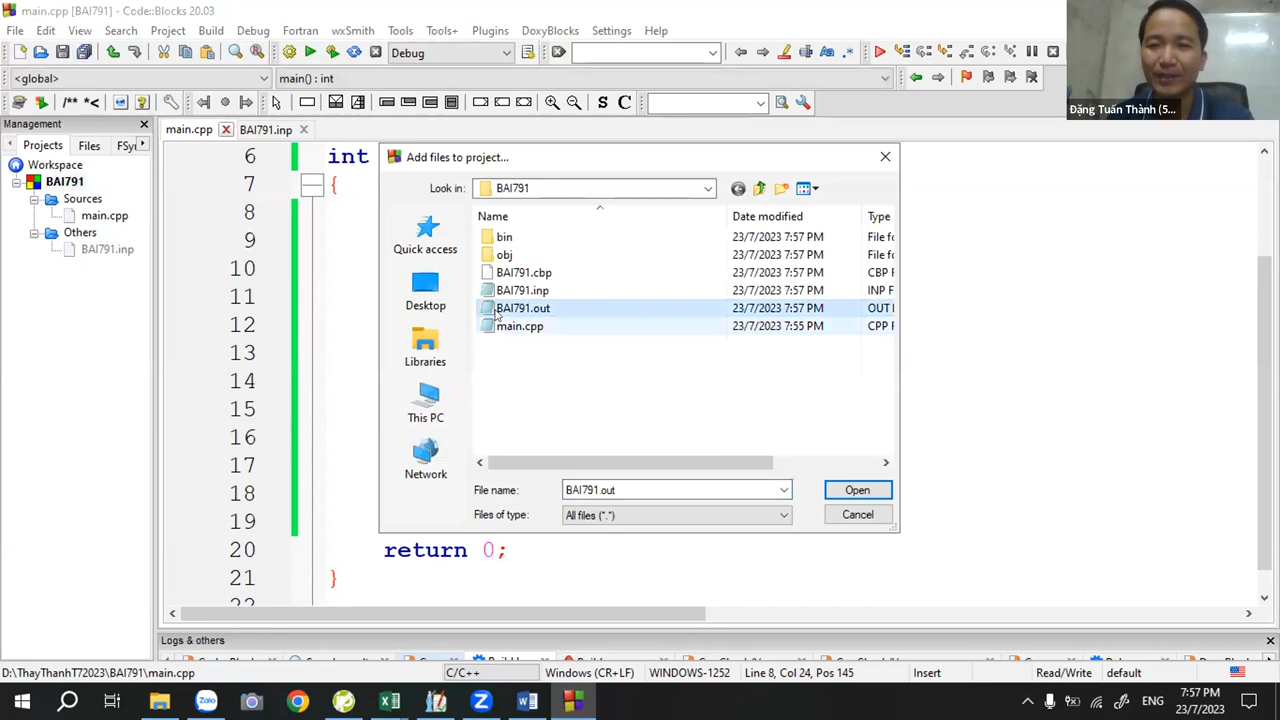 main.cpp [BAI791] - Code::Blocks 20.03
File Edit View Search Project Build Debug Fortran wxSmith Tools Tools+ Plugins DoxyBlocks Settings Help
Debug
<global> main() : int
/** *< S C
Đặng Tuấn Thành (5...
Management
Projects Files FSy
Workspace
BAI791
Sources
main.cpp
Others
BAI791.inp
main.cpp BAI791.inp
6 int
7 {
8
9
10
11
12
13
14
15
16
17
18
19
20 return 0;
21 }
22
Add files to project...
Look in: BAI791
Quick access
Desktop
Libraries
This PC
Network
Name Date modified Type
bin 23/7/2023 7:57 PM File fo
obj 23/7/2023 7:57 PM File fo
BAI791.cbp 23/7/2023 7:57 PM CBP F
BAI791.inp 23/7/2023 7:57 PM INP F
BAI791.out 23/7/2023 7:57 PM OUT
main.cpp 23/7/2023 7:55 PM CPP F
File name: BAI791.out Open
Files of type: All files (*.*) Cancel
Logs & others
D:\ThayThanhT72023\BAI791\main.cpp C/C++ Windows (CR+LF) WINDOWS-1252 Line 8, Col 24, Pos 145 Insert Read/Write default
Zalo
ENG
7:57 PM
23/7/2023